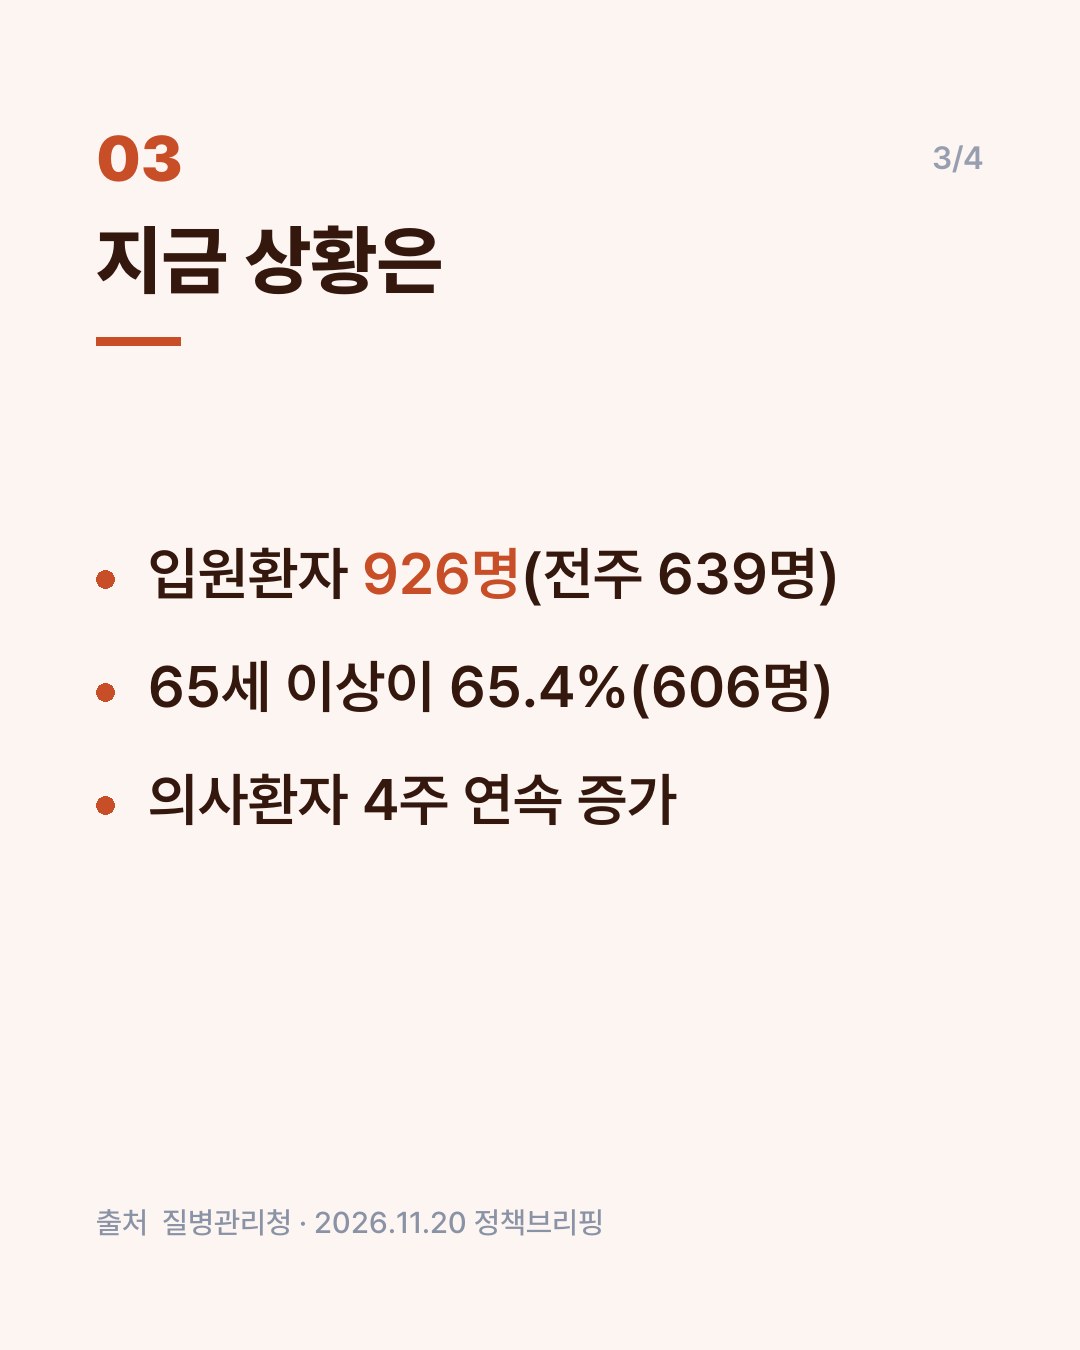 03
3/4
지금 상황은
입원환자 926명(전주 639명)
65세 이상이 65.4%(606명)
의사환자 4주 연속 증가
출처 질병관리청 · 2026.11.20 정책브리핑